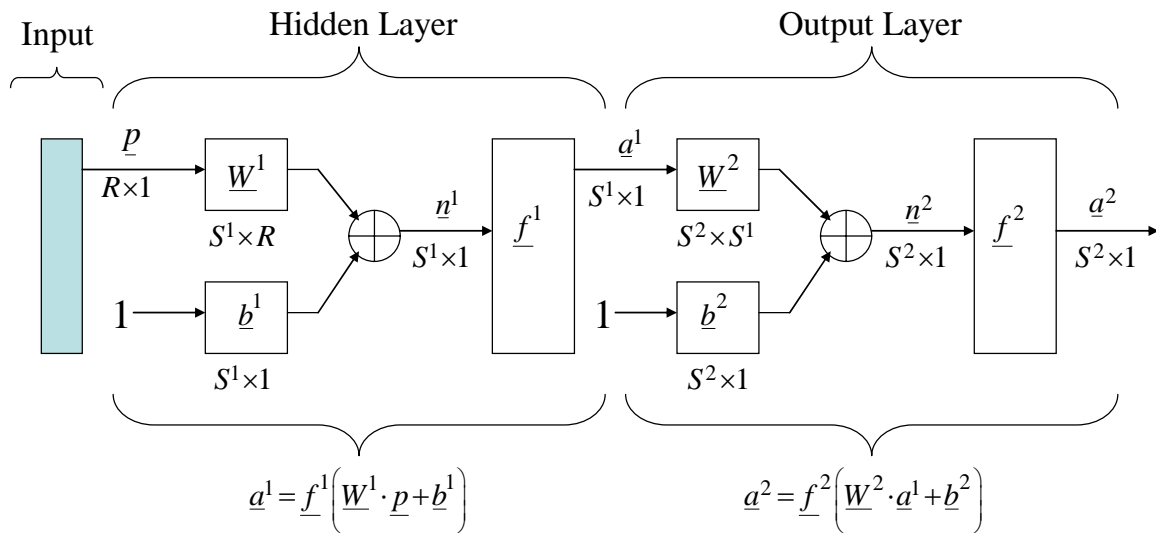 Input
Hidden Layer
Output Layer
p
R×1
W¹
S¹×R
1
b¹
S¹×1
n¹
S¹×1
f¹
a¹
S¹×1
W²
S²×S¹
1
b²
S²×1
n²
S²×1
f²
a²
S²×1
a¹ = f¹(W¹·p+b¹)
a² = f²(W²·a¹+b²)